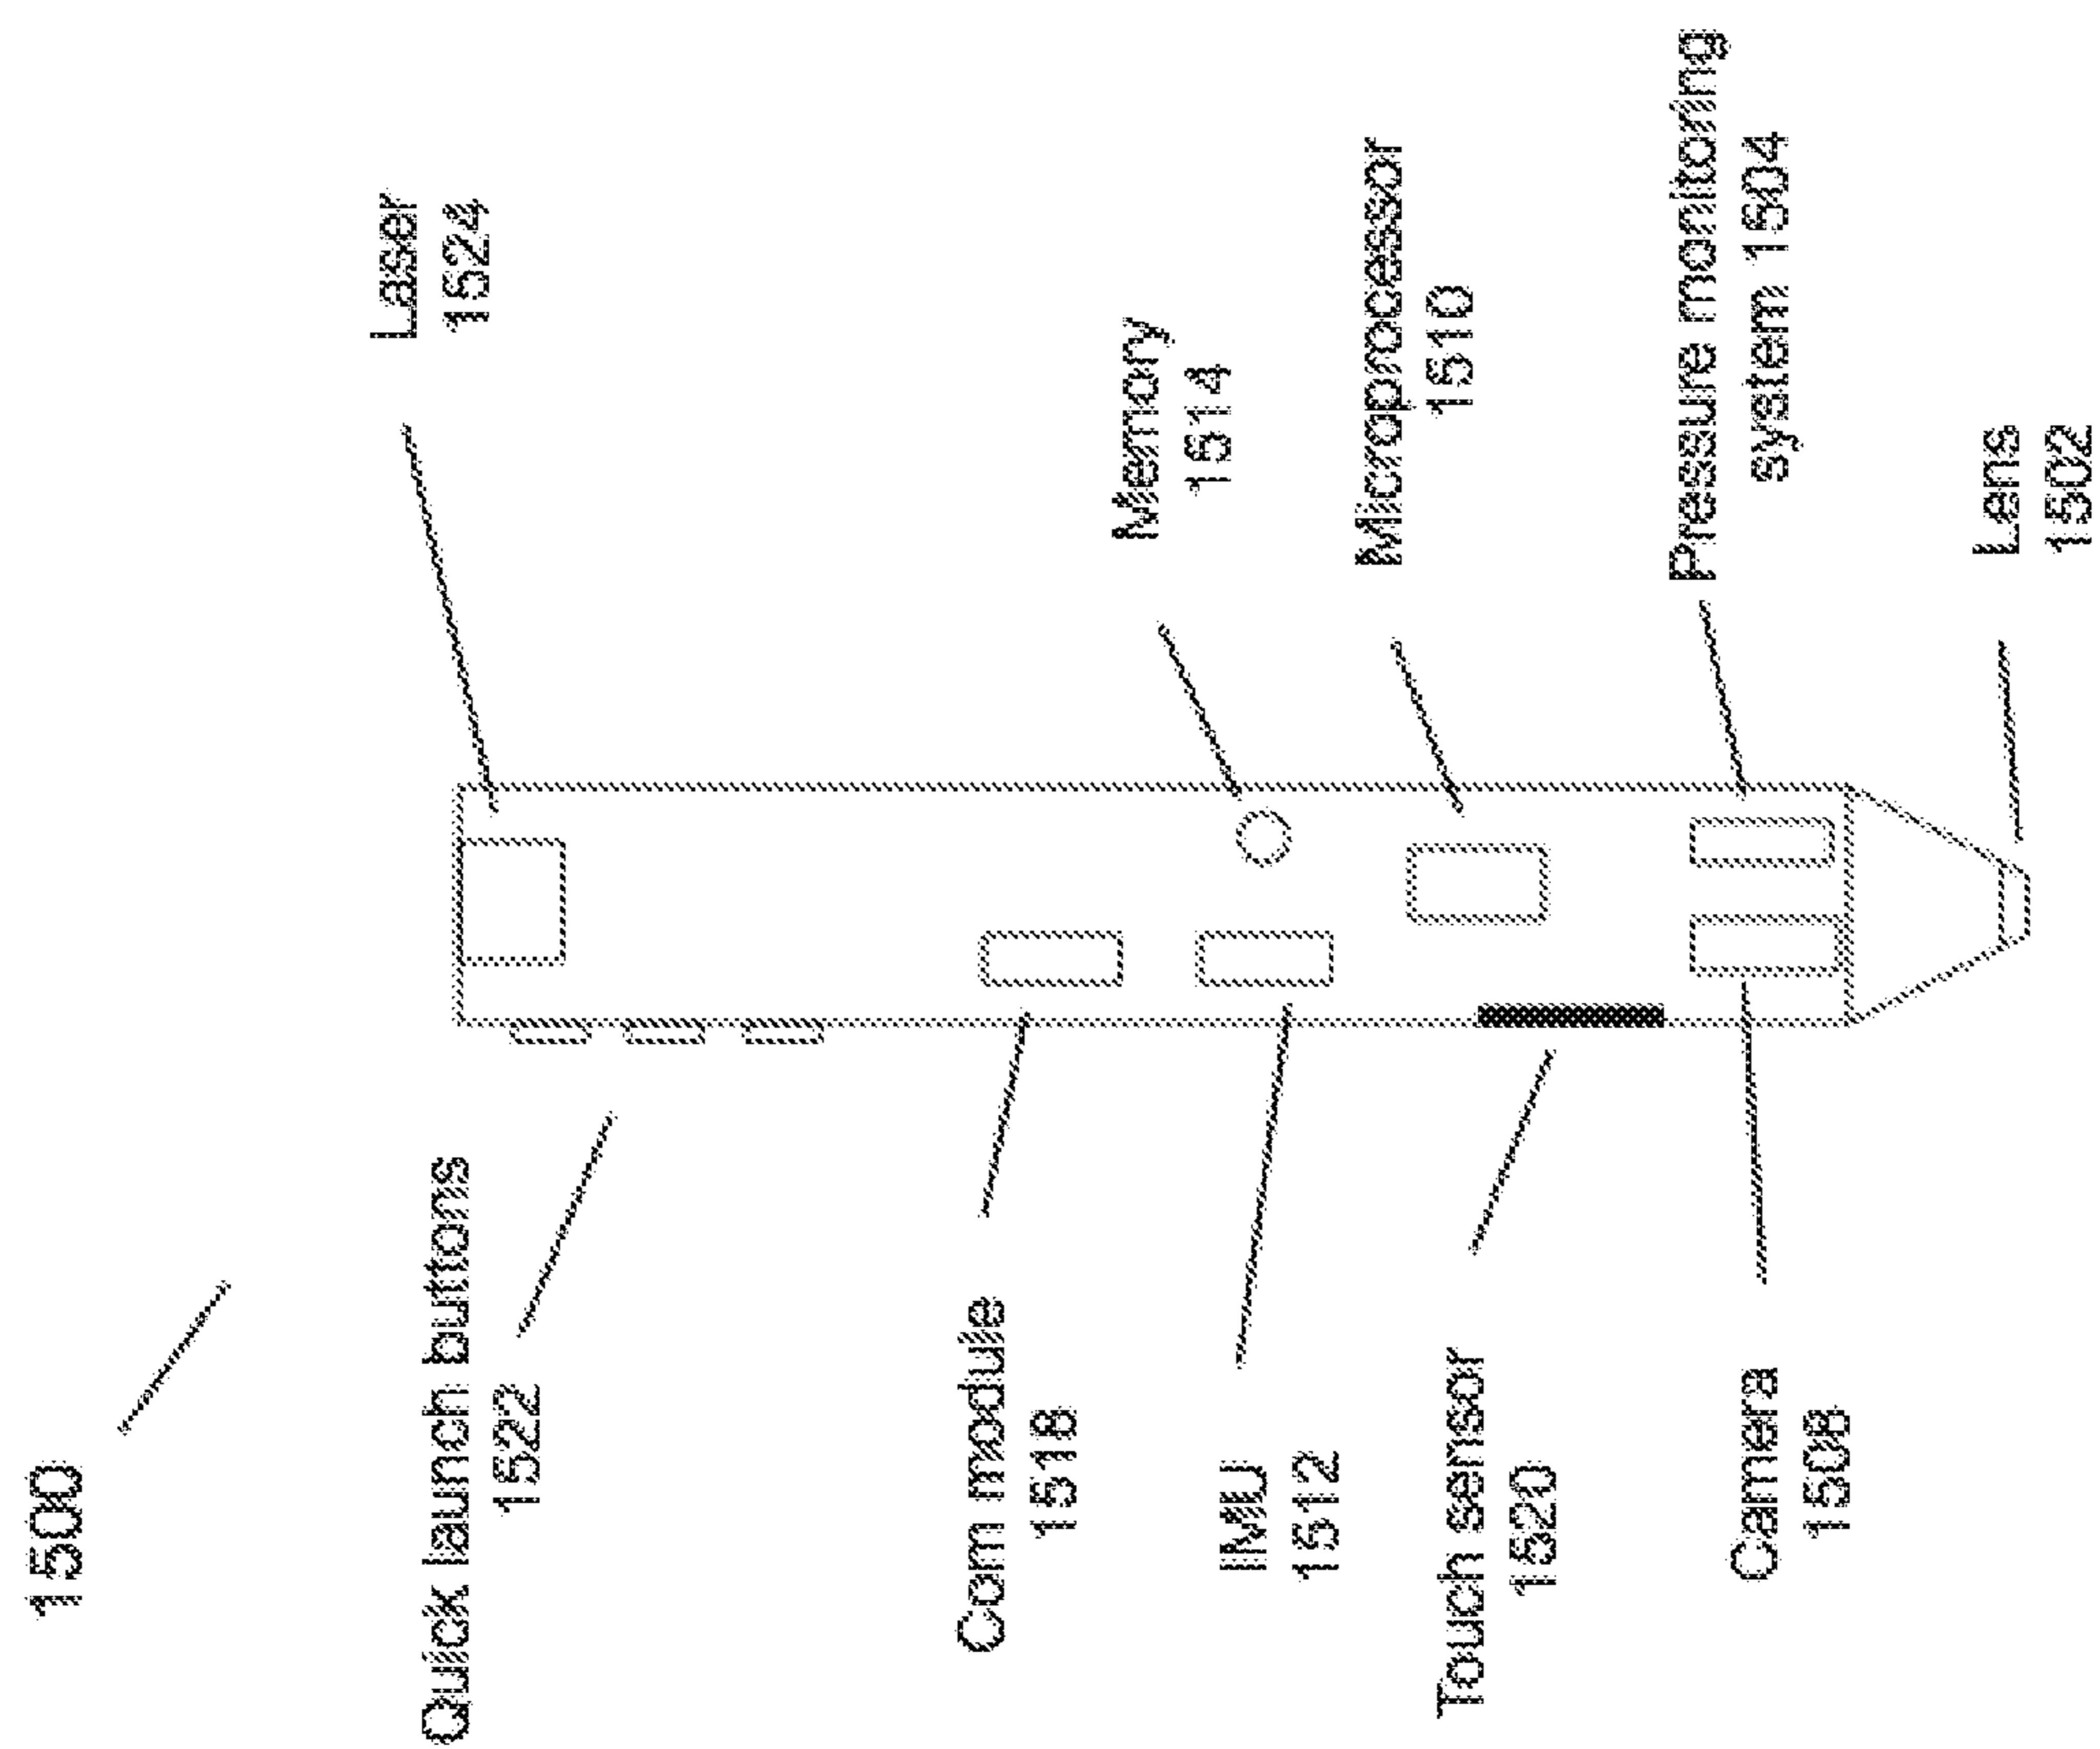 1500
Quick launch buttons
1522
Com module
1518
IMU
1512
Touch sensor
1520
Camera
1508
Laser
1524
Memory
1514
Microprocessor
1510
Pressure monitoring
system 1504
Lens
1502